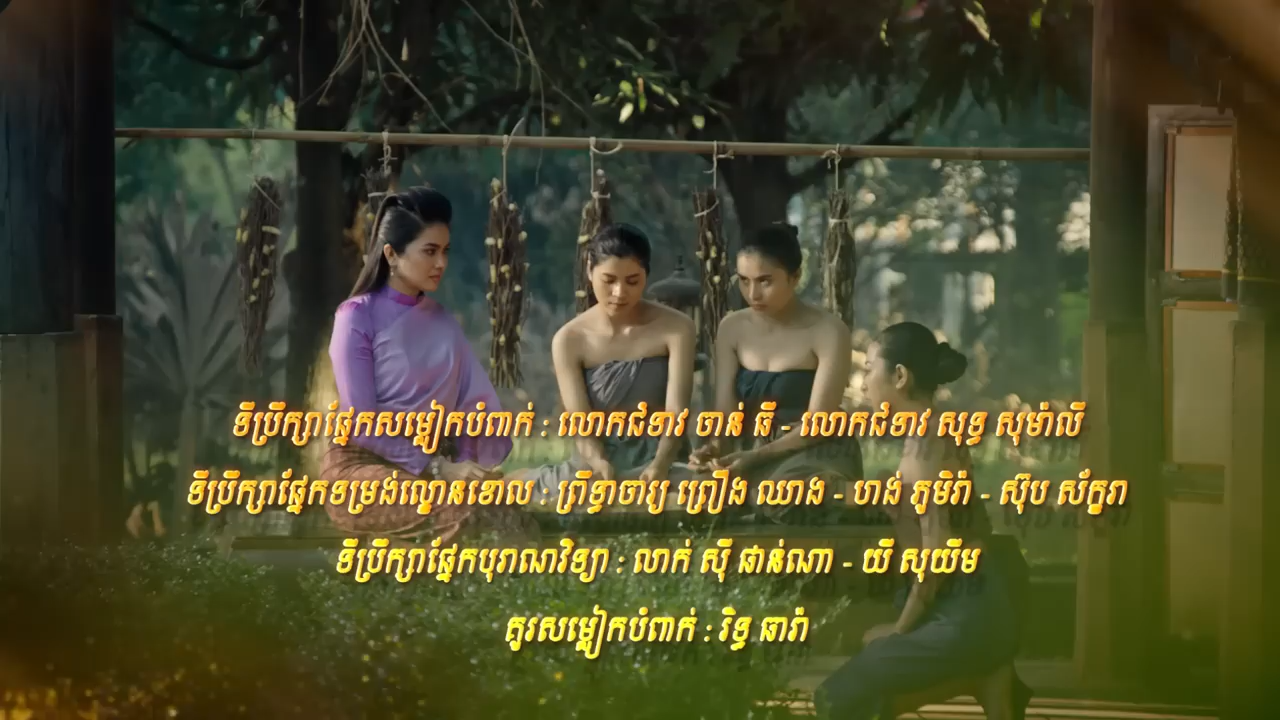 ទីប្រឹក្សាផ្នែកសម្លៀកបំពាក់ : លោកជំទាវ ចាន់ ធី - លោកជំទាវ សុទ្ធ សុម៉ាលី
ទីប្រឹក្សាផ្នែកទម្រង់ល្ខោនខោល : ព្រឹទ្ធាចារ្យ ព្រឿង ឈាង - ហង់ ភូមិរ៉ា - ស៊ុប ស័ក្ខរា
ទីប្រឹក្សាផ្នែកបុរាណវិទ្យា : លាក់ ស៊ី ផាន់ណា - យី សុឃីម
គូរសម្លៀកបំពាក់ : រិទ្ធ ឆារ៉ា